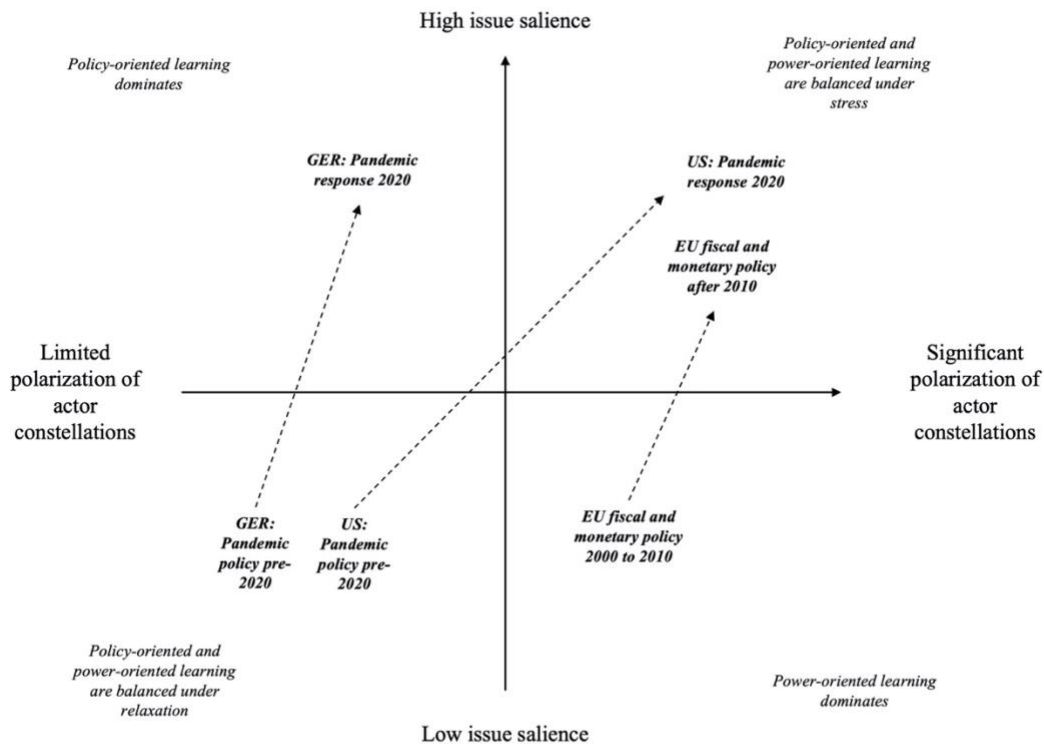 High issue salience
Policy-oriented learning
dominates
Policy-oriented and
power-oriented learning
are balanced under
stress
GER: Pandemic
response 2020
US: Pandemic
response 2020
EU fiscal and
monetary policy
after 2010
Limited
polarization of
actor
constellations
Significant
polarization of
actor
constellations
GER:
Pandemic
policy pre-
2020
US:
Pandemic
policy pre-
2020
EU fiscal and
monetary policy
2000 to 2010
Policy-oriented and
power-oriented learning
are balanced under
relaxation
Power-oriented learning
dominates
Low issue salience